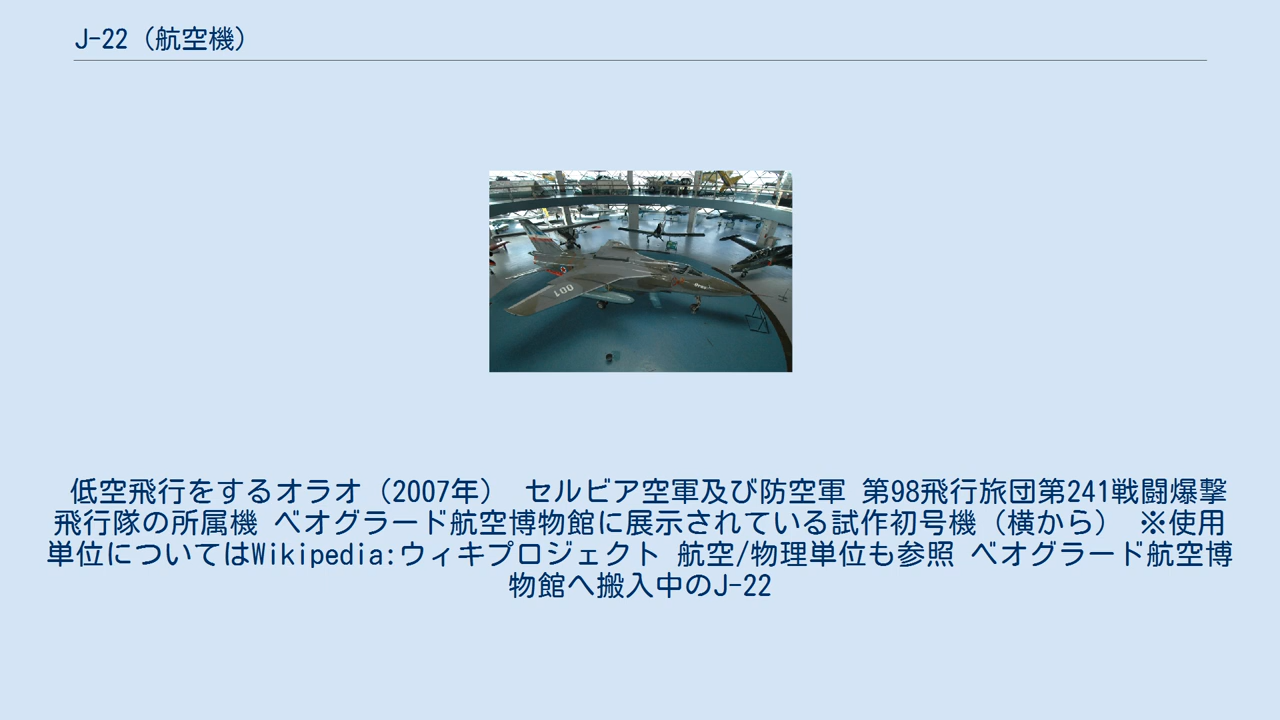 J-22（航空機）
001
低空飛行をするオラオ（2007年） セルビア空軍及び防空軍 第98飛行旅団第241戦闘爆撃
飛行隊の所属機 ベオグラード航空博物館に展示されている試作初号機（横から） ※使用
単位についてはWikipedia:ウィキプロジェクト 航空/物理単位も参照 ベオグラード航空博
物館へ搬入中のJ-22